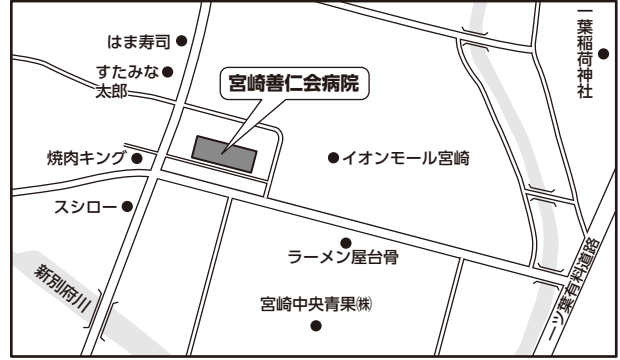 はま寿司
すたみな
太郎
宮崎善仁会病院
一葉稲荷神社
焼肉キング
イオンモール宮崎
スシロー
ラーメン屋台骨
新別府川
宮崎中央青果㈱
一ツ葉有料道路